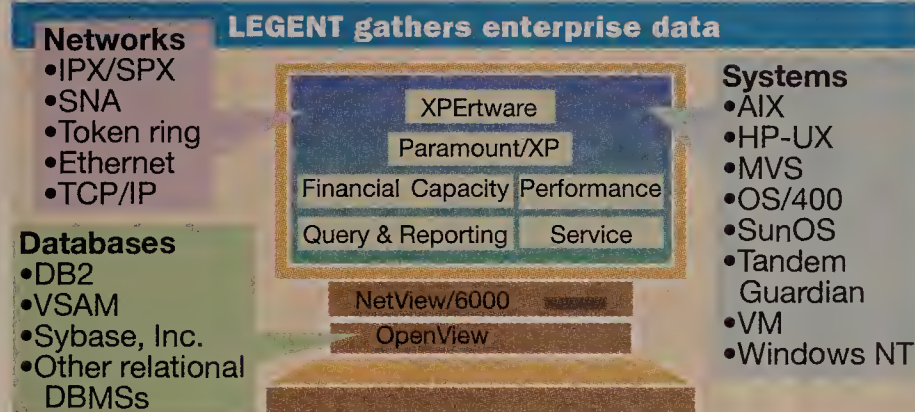 LEGENT gathers enterprise data
Networks
•IPX/SPX
•SNA
•Token ring
•Ethernet
•TCP/IP
Databases
•DB2
•VSAM
•Sybase, Inc.
•Other relational
DBMSs
XPErtware
Paramount/XP
Financial Capacity Performance
Query & Reporting Service
NetView/6000
OpenView
Systems
•AIX
•HP-UX
•MVS
•OS/400
•SunOS
•Tandem
Guardian
•VM
•Windows NT